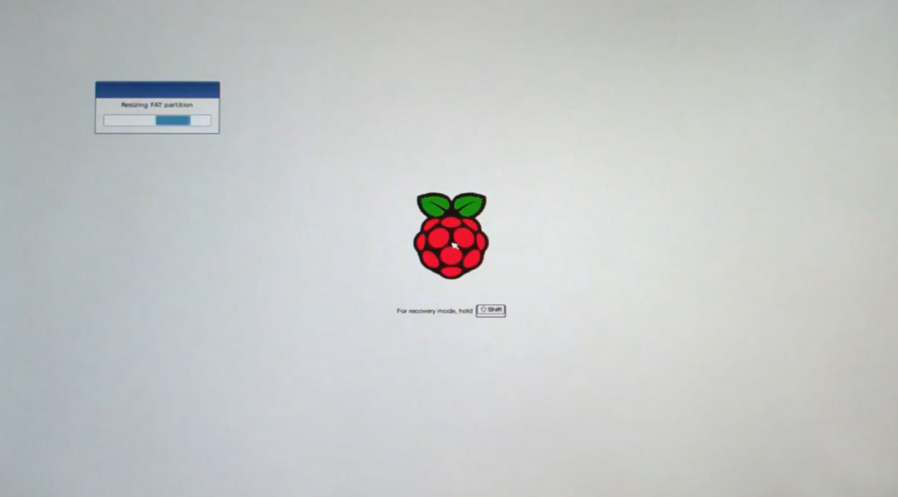 Resizing FAT partition
For recovery mode, hold ⇧ Shift